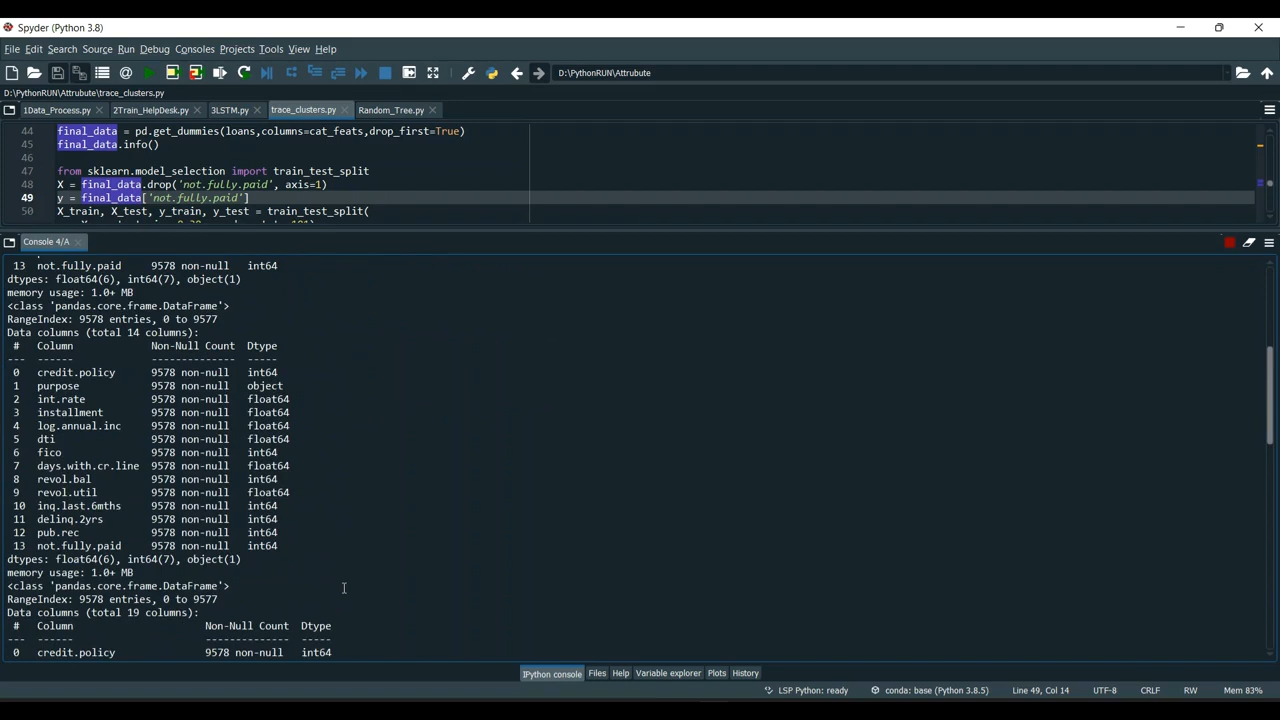 Spyder (Python 3.8)
File Edit Search Source Run Debug Consoles Projects Tools View Help
D:\PythonRUN\Attrubute
D:\PythonRUN\Attrubute\trace_clusters.py
1Data_Process.py 2Train_HelpDesk.py 3LSTM.py trace_clusters.py Random_Tree.py
44 final_data = pd.get_dummies(loans,columns=cat_feats,drop_first=True)
45 final_data.info()
46
47 from sklearn.model_selection import train_test_split
48 X = final_data.drop('not.fully.paid', axis=1)
49 y = final_data['not.fully.paid']
50 X_train, X_test, y_train, y_test = train_test_split(
Console 4/A
13 not.fully.paid 9578 non-null int64
dtypes: float64(6), int64(7), object(1)
memory usage: 1.0+ MB
<class 'pandas.core.frame.DataFrame'>
RangeIndex: 9578 entries, 0 to 9577
Data columns (total 14 columns):
# Column Non-Null Count Dtype
--- ------ -------------- -----
0 credit.policy 9578 non-null int64
1 purpose 9578 non-null object
2 int.rate 9578 non-null float64
3 installment 9578 non-null float64
4 log.annual.inc 9578 non-null float64
5 dti 9578 non-null float64
6 fico 9578 non-null int64
7 days.with.cr.line 9578 non-null float64
8 revol.bal 9578 non-null int64
9 revol.util 9578 non-null float64
10 inq.last.6mths 9578 non-null int64
11 delinq.2yrs 9578 non-null int64
12 pub.rec 9578 non-null int64
13 not.fully.paid 9578 non-null int64
dtypes: float64(6), int64(7), object(1)
memory usage: 1.0+ MB
<class 'pandas.core.frame.DataFrame'>
RangeIndex: 9578 entries, 0 to 9577
Data columns (total 19 columns):
# Column Non-Null Count Dtype
--- ------ -------------- -----
0 credit.policy 9578 non-null int64
IPython console Files Help Variable explorer Plots History
LSP Python: ready conda: base (Python 3.8.5) Line 49, Col 14 UTF-8 CRLF RW Mem 83%